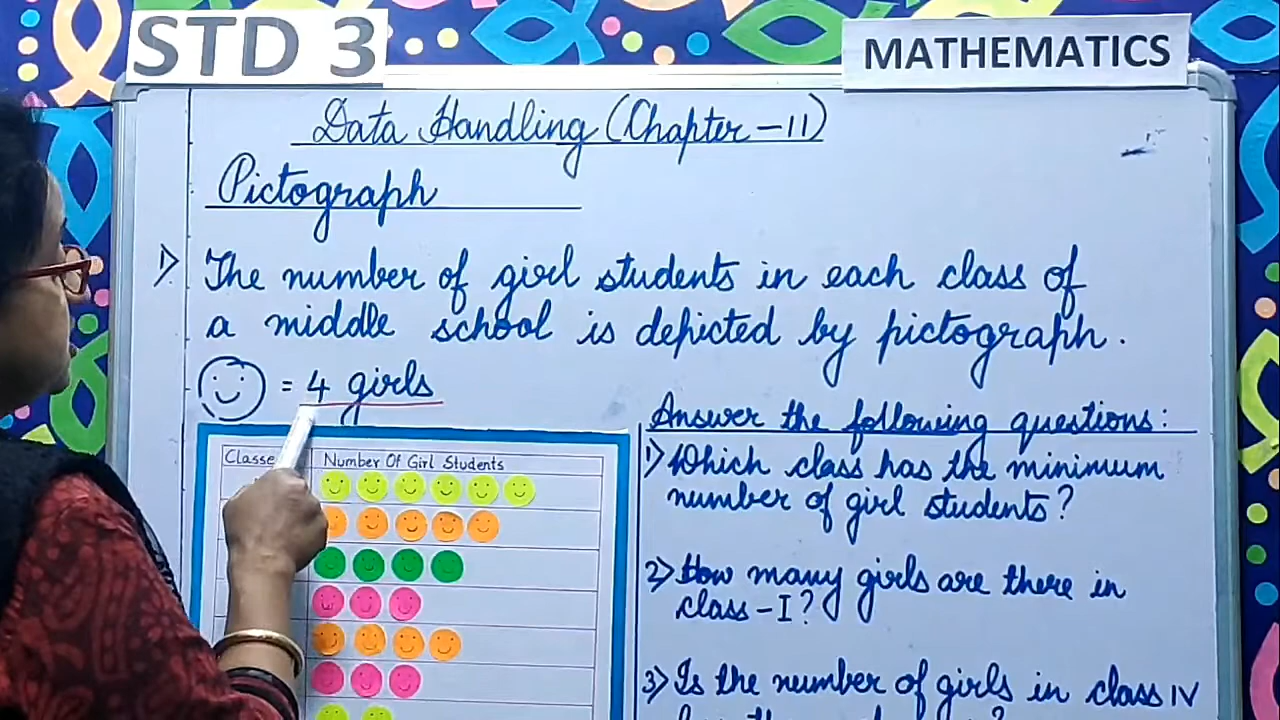 STD 3
MATHEMATICS
Data Handling (Chapter - 11)
Pictograph
1) The number of girl students in each class of
a middle school is depicted by pictograph.
= 4 girls
Number Of Girl Students
Answer the following questions:
1) Which class has the minimum
number of girl students?
2) How many girls are there in
class - I?
3) Is the number of girls in class IV